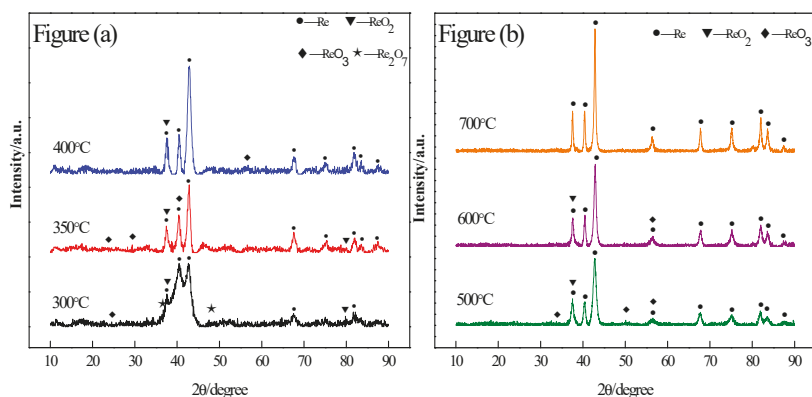 Figure (a)
●—Re ▼—ReO₂
◆—ReO₃ ★—Re₂O₇
400°C
350°C
300°C
Intensity/a.u.
10 20 30 40 50 60 70 80 90
2θ/degree
Figure (b)
●—Re ▼—ReO₂ ◆—ReO₃
700°C
600°C
500°C
Intensity/a.u.
10 20 30 40 50 60 70 80 90
2θ/degree